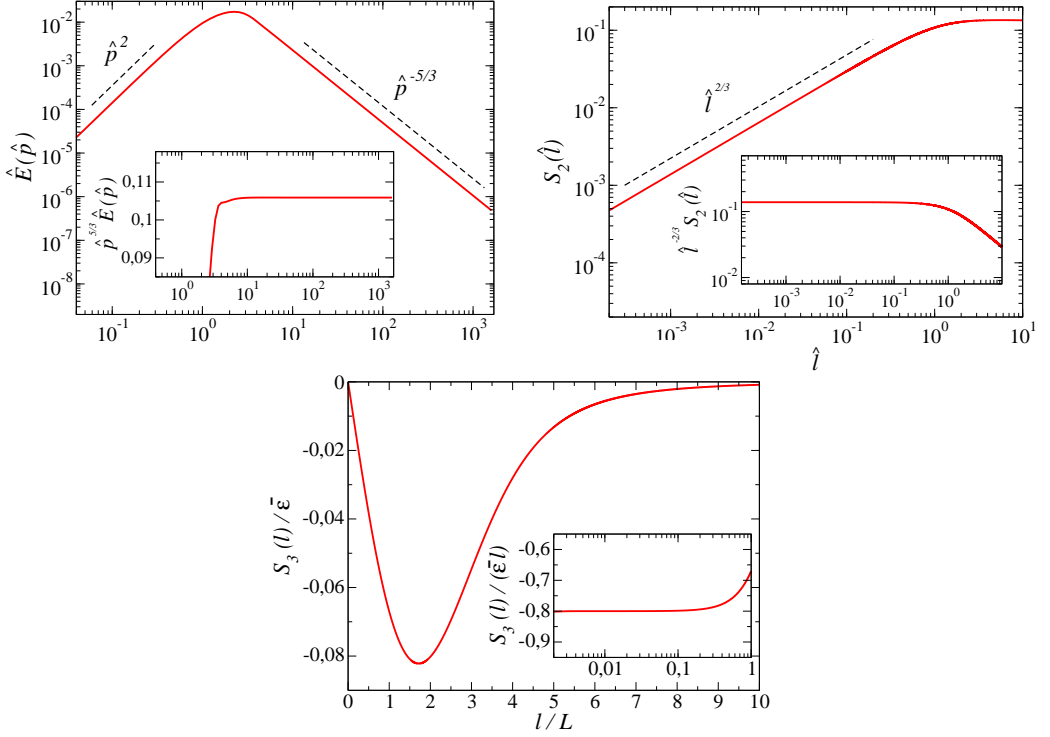 10^-2
10^-3
10^-4
10^-5
10^-6
10^-7
10^-8
Ê(p̂)
p̂^2
p̂^-5/3
0,11
0,1
0,09
p̂^5/3 Ê(p̂)
10^0 10^1 10^2 10^3
10^-1 10^0 10^1 10^2 10^3
10^-1
10^-2
10^-3
10^-4
S_2(l̂)
l̂^2/3
10^-1
10^-2
l̂^-2/3 S_2(l̂)
10^-3 10^-2 10^-1 10^0
10^-3 10^-2 10^-1 10^0 10^1
l̂
0
-0,02
-0,04
-0,06
-0,08
S_3(l)/ε̄
-0,6
-0,7
-0,8
-0,9
S_3(l)/(ε̄l)
0,01 0,1 1
0 1 2 3 4 5 6 7 8 9 10
l/L